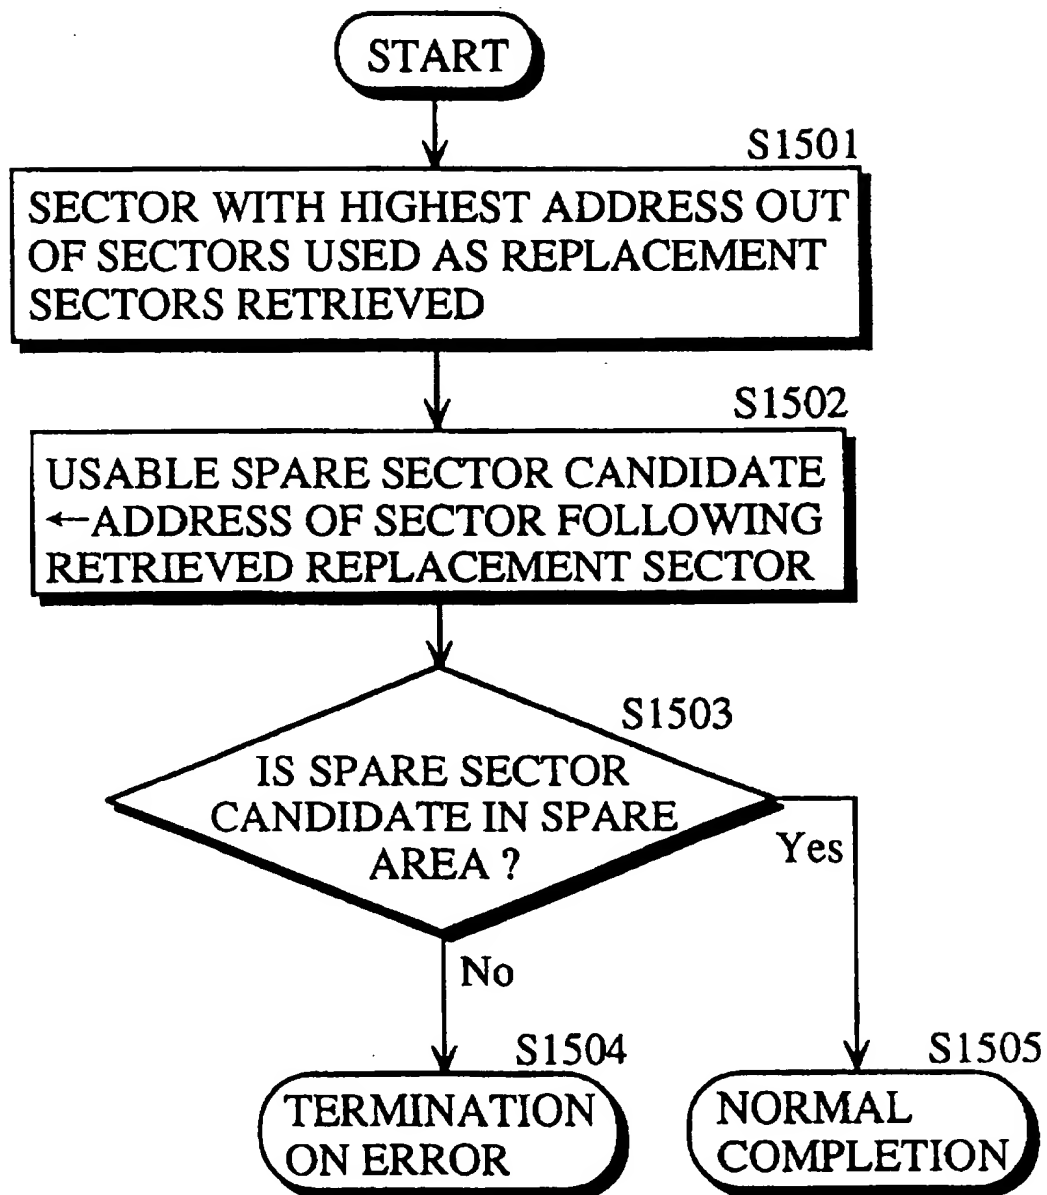 START
S1501
SECTOR WITH HIGHEST ADDRESS OUT
OF SECTORS USED AS REPLACEMENT
SECTORS RETRIEVED
S1502
USABLE SPARE SECTOR CANDIDATE
←ADDRESS OF SECTOR FOLLOWING
RETRIEVED REPLACEMENT SECTOR
S1503
IS SPARE SECTOR
CANDIDATE IN SPARE
AREA ?
Yes
No
S1504
TERMINATION
ON ERROR
S1505
NORMAL
COMPLETION